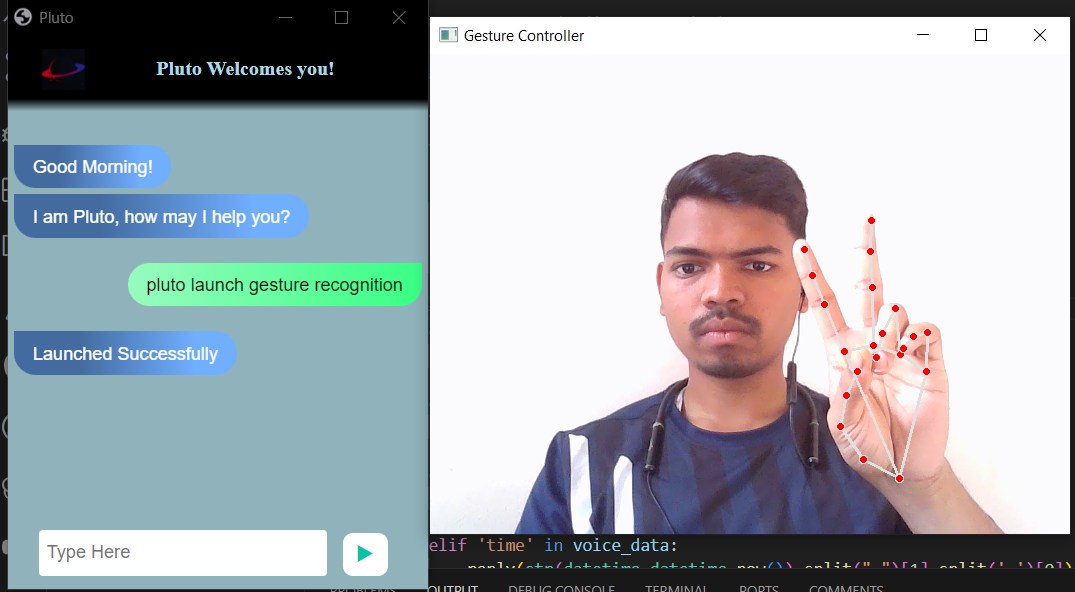 Pluto
Pluto Welcomes you!
Good Morning!
I am Pluto, how may I help you?
pluto launch gesture recognition
Launched Successfully
Type Here
Gesture Controller
elif 'time' in voice_data:
reply(str(datetime.datetime.now()).split(" ")[1].split('.')[0])
PROBLEMS OUTPUT DEBUG CONSOLE TERMINAL PORTS COMMENTS